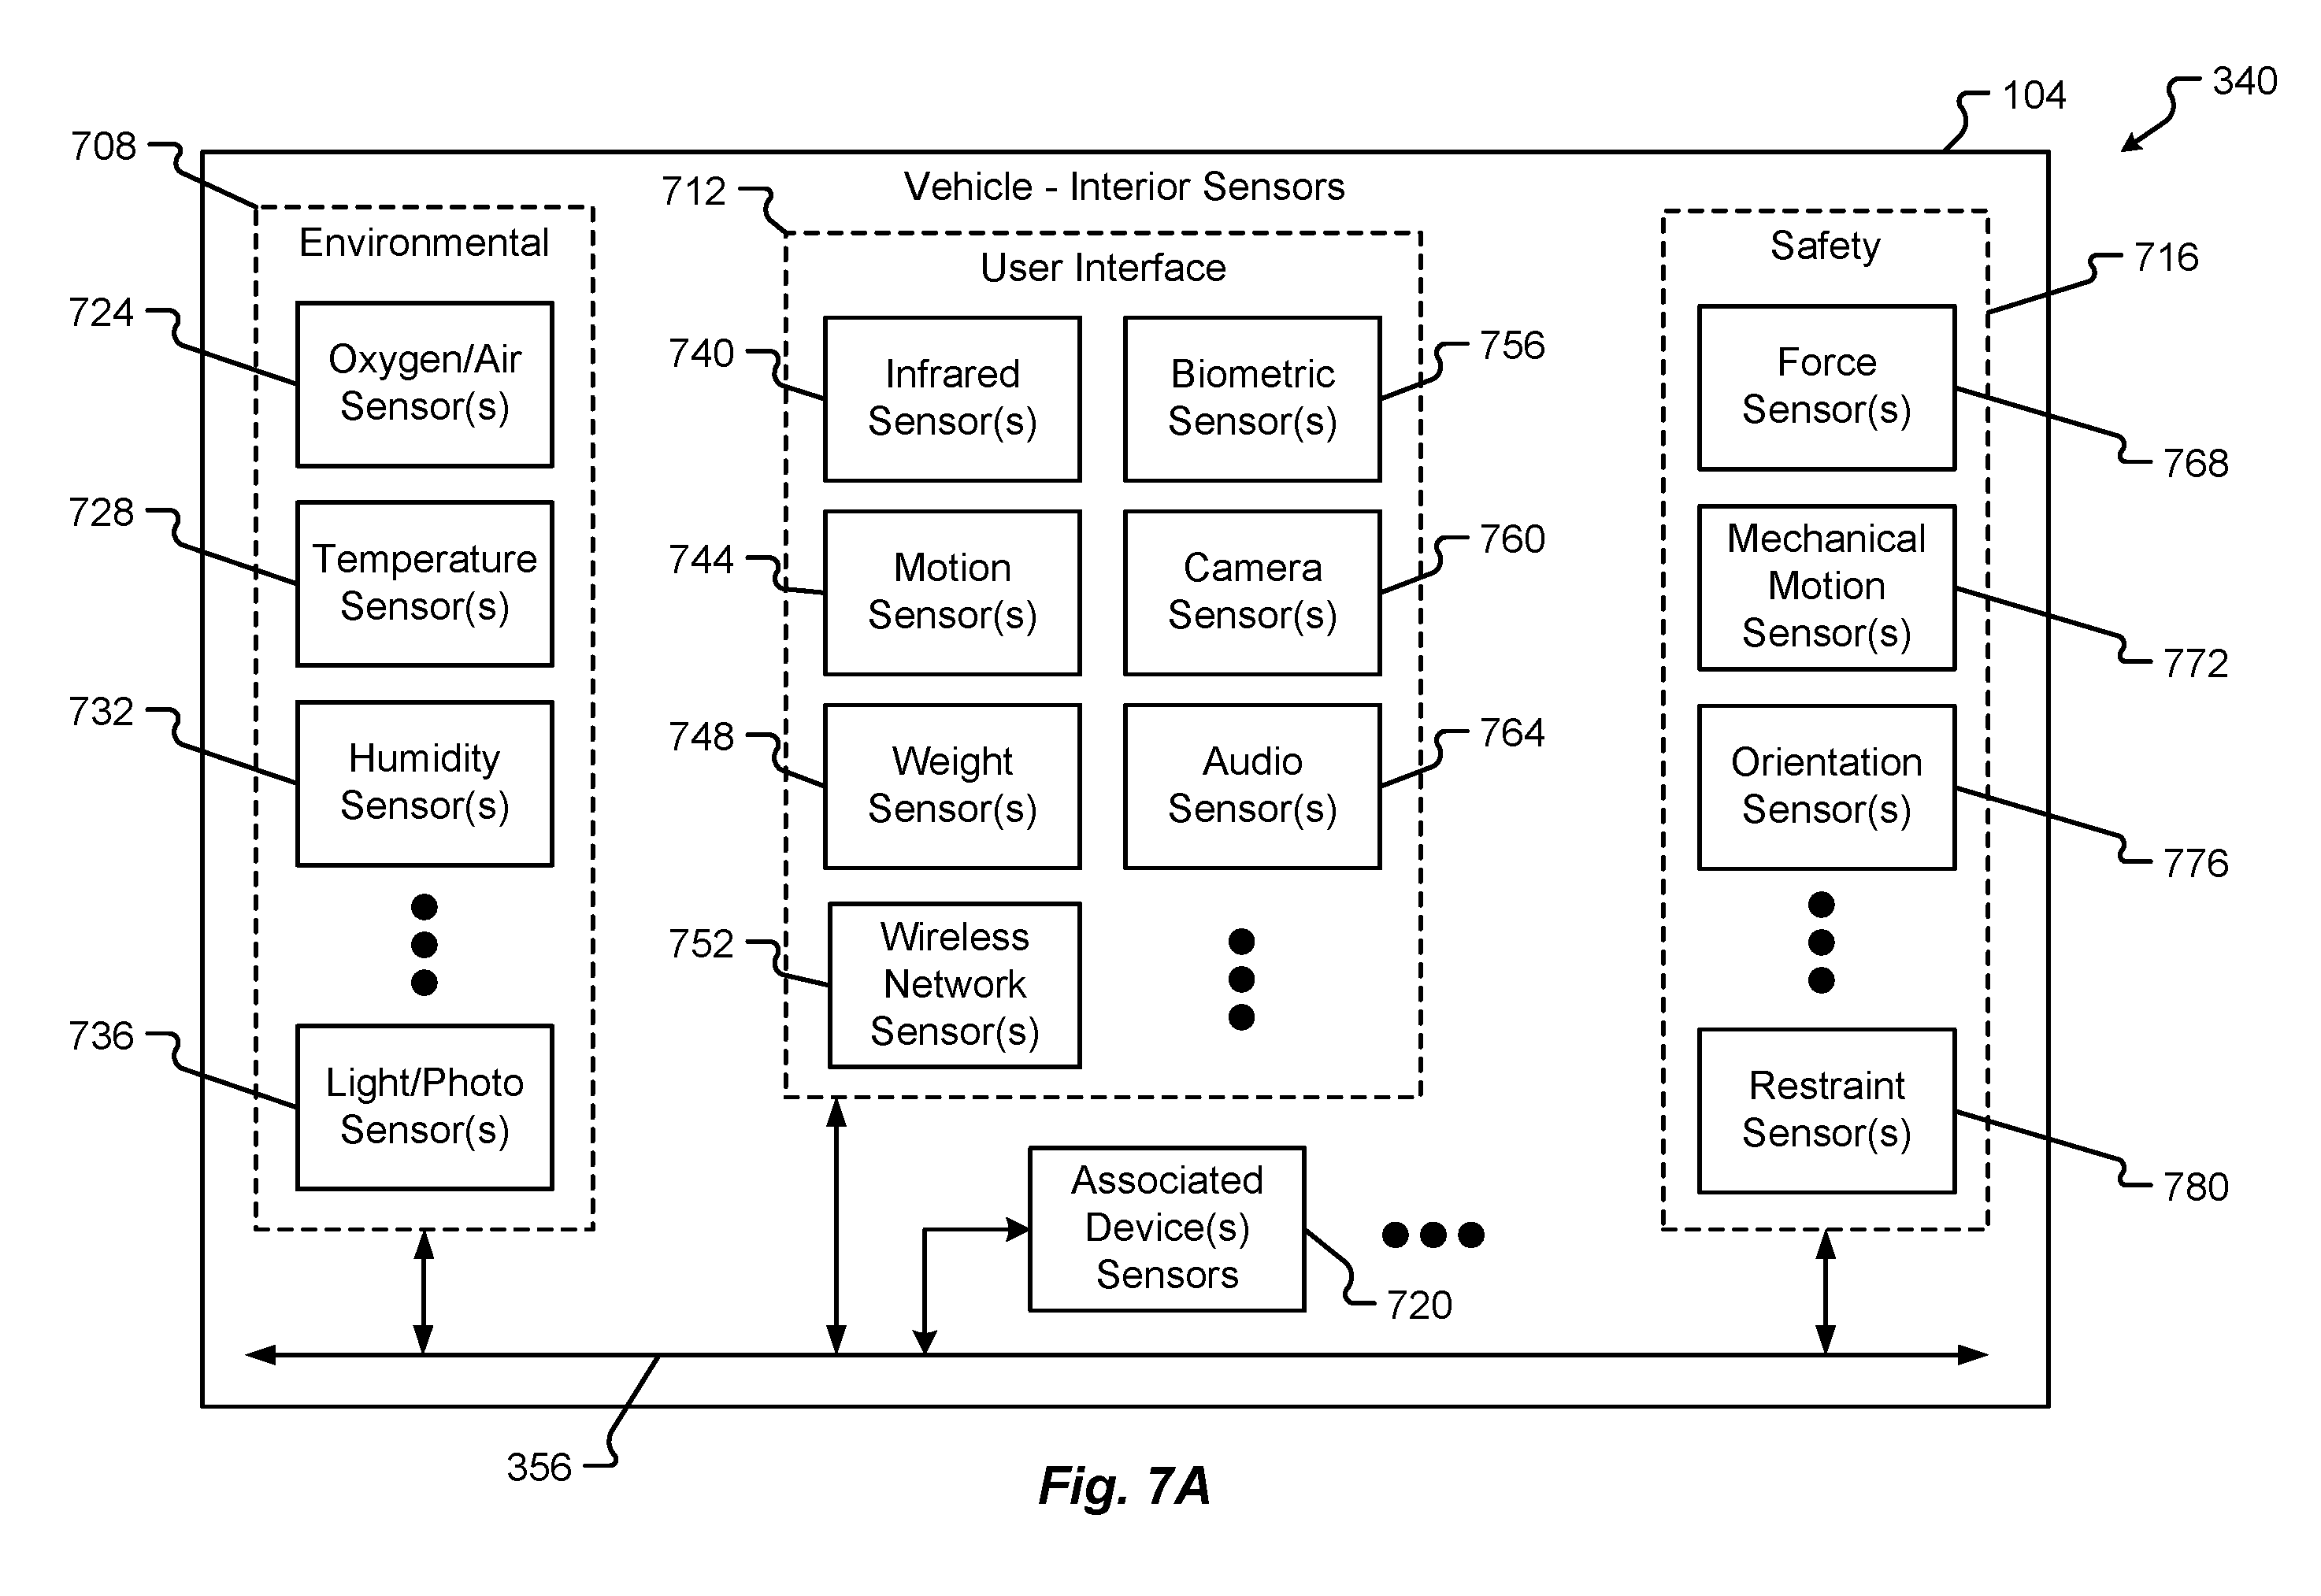 340
104
708
Vehicle - Interior Sensors
712
Environmental
User Interface
Safety
716
724
Oxygen/Air
Sensor(s)
728
Temperature
Sensor(s)
732
Humidity
Sensor(s)
736
Light/Photo
Sensor(s)
740
Infrared
Sensor(s)
744
Motion
Sensor(s)
748
Weight
Sensor(s)
752
Wireless
Network
Sensor(s)
Biometric
Sensor(s)
756
Camera
Sensor(s)
760
Audio
Sensor(s)
764
Force
Sensor(s)
768
Mechanical
Motion
Sensor(s)
772
Orientation
Sensor(s)
776
Restraint
Sensor(s)
780
Associated
Device(s)
Sensors
720
356
Fig. 7A